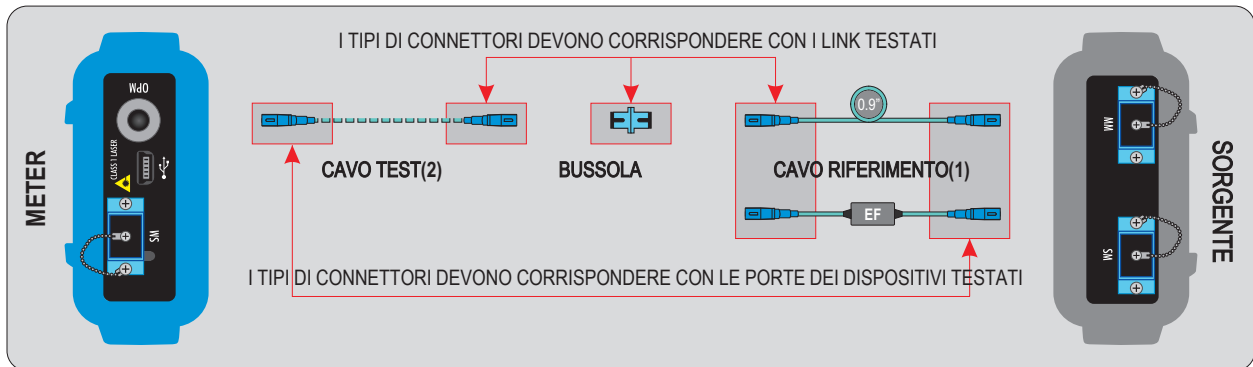 I TIPI DI CONNETTORI DEVONO CORRISPONDERE CON I LINK TESTATI
METER
OPM
CLASS 1 LASER
SM
CAVO TEST(2)
BUSSOLA
0.9"
CAVO RIFERIMENTO(1)
EF
MM
SM
SORGENTE
I TIPI DI CONNETTORI DEVONO CORRISPONDERE CON LE PORTE DEI DISPOSITIVI TESTATI